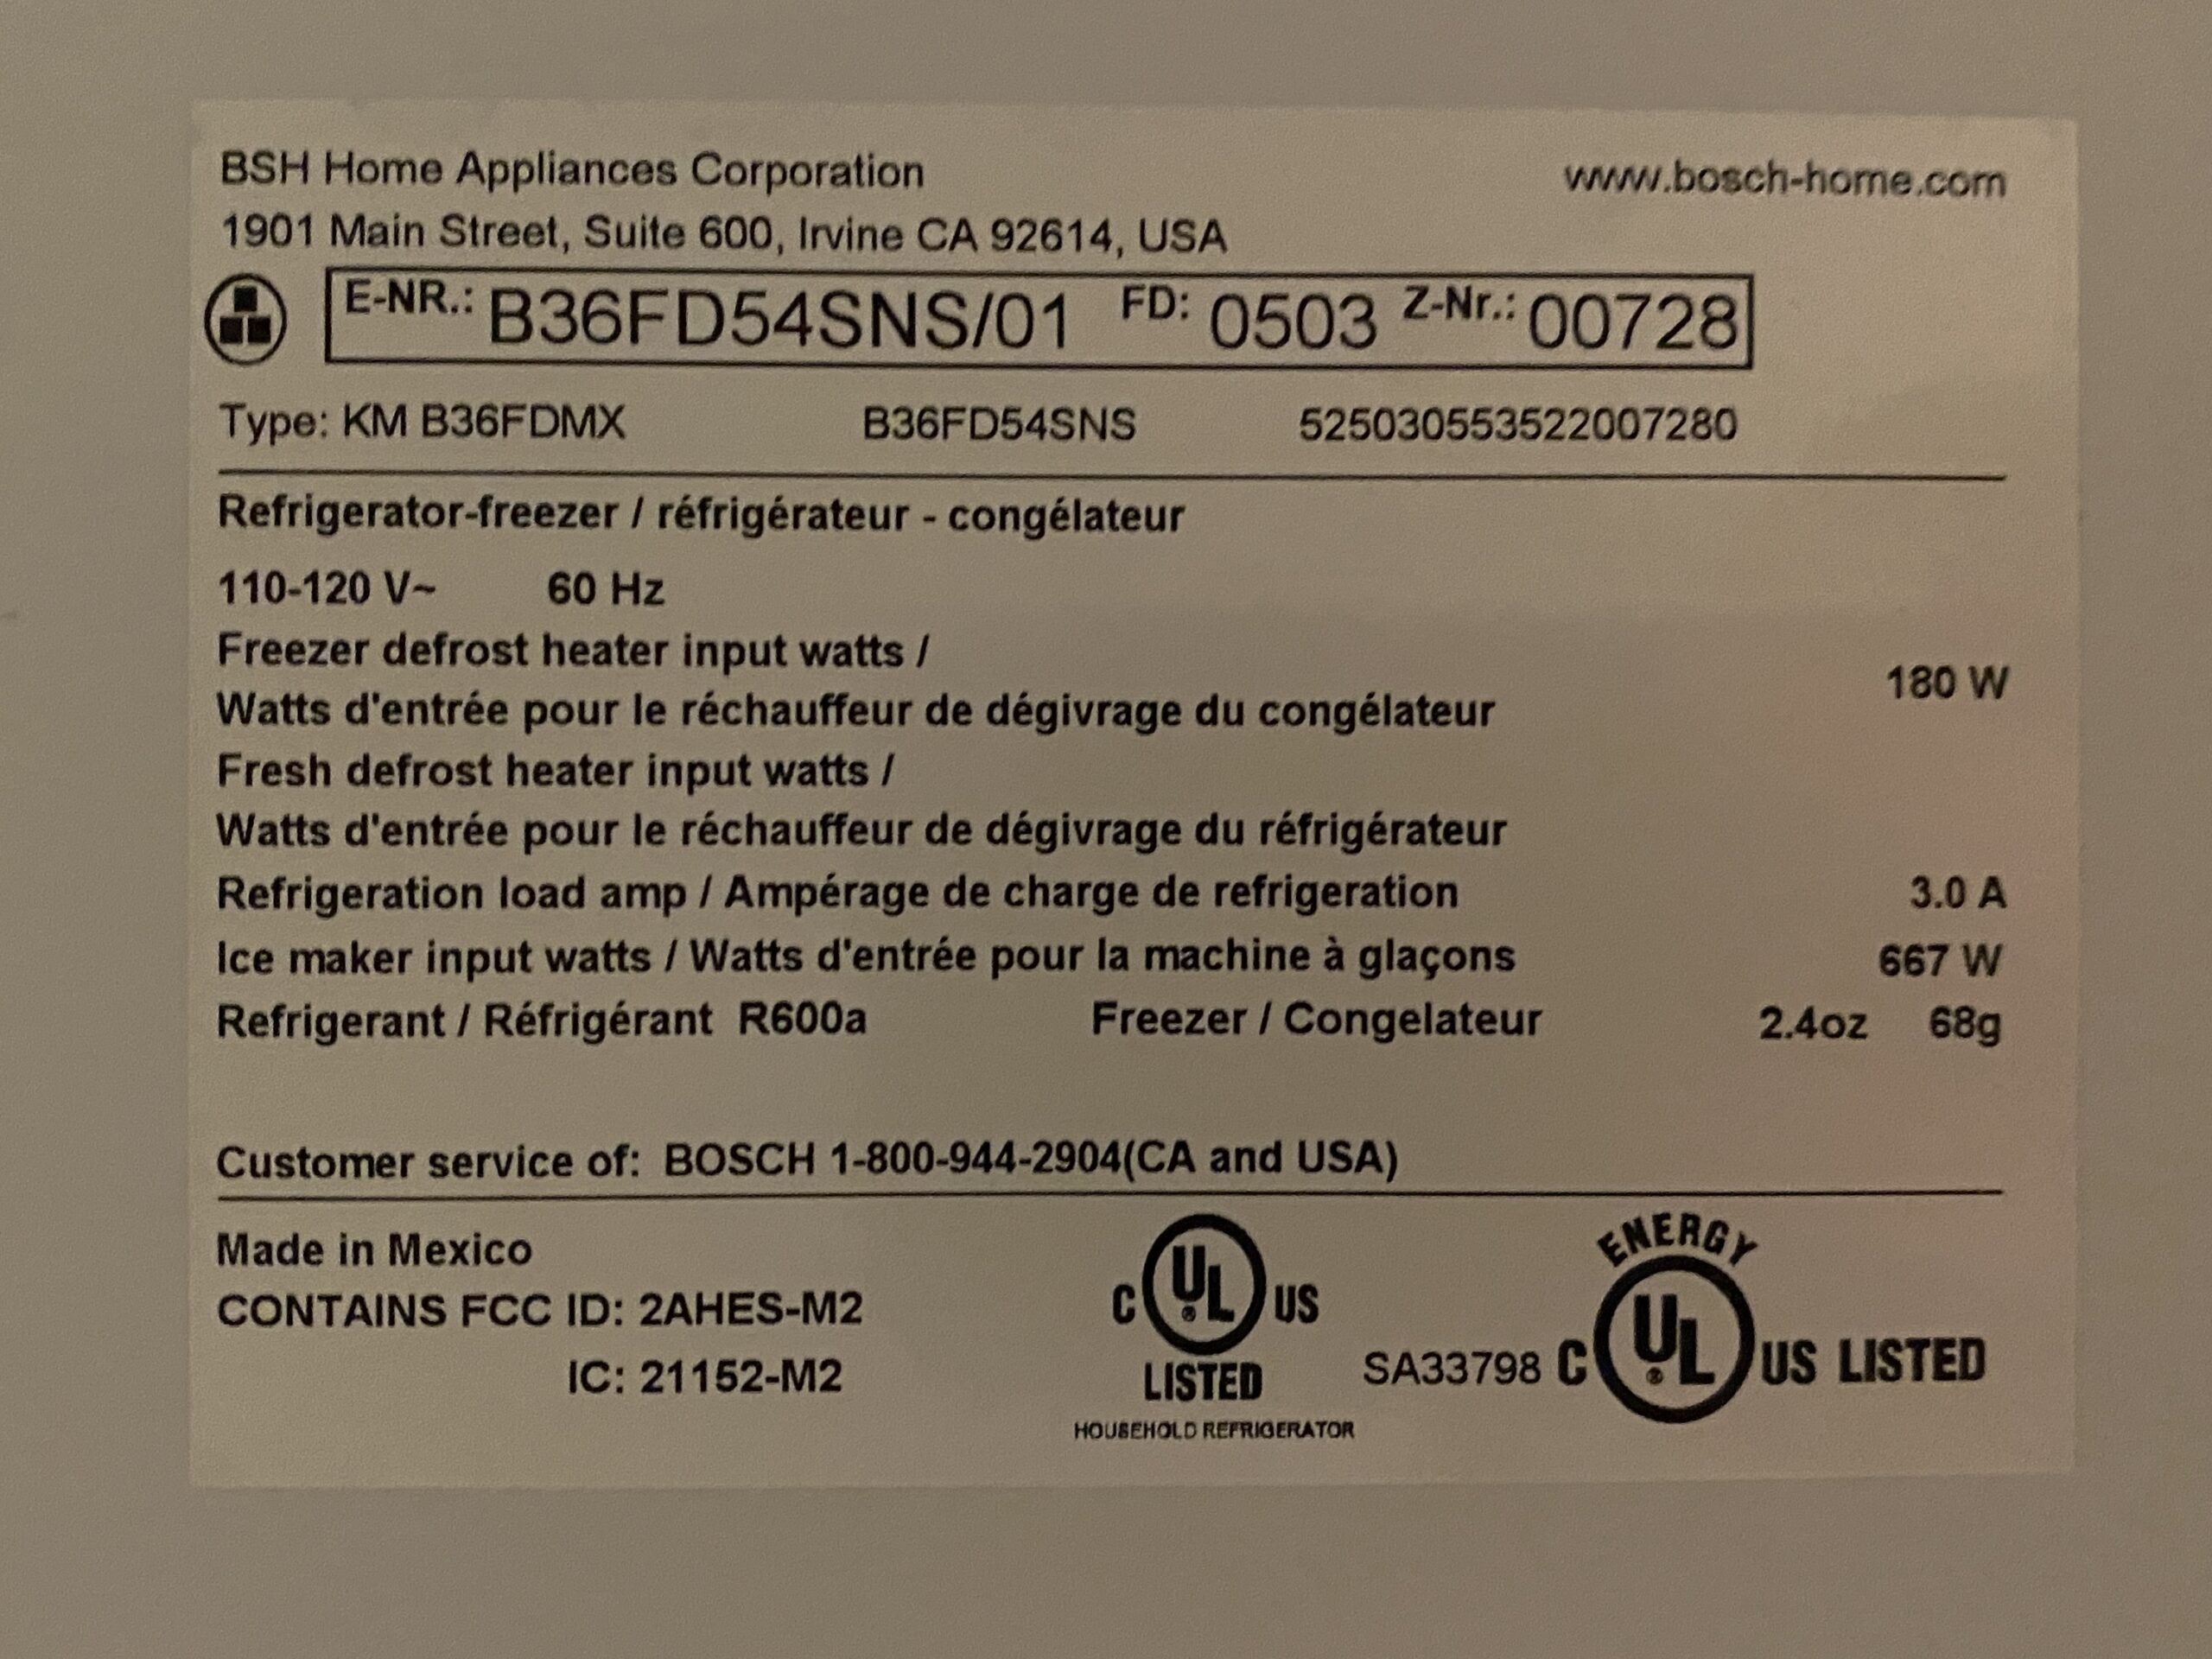 BSH Home Appliances Corporation www.bosch-home.com
1901 Main Street, Suite 600, Irvine CA 92614, USA
E-NR.: B36FD54SNS/01 FD: 0503 Z-Nr.: 00728
Type: KM B36FDMX B36FD54SNS 525030553522007280
Refrigerator-freezer / réfrigérateur - congélateur
110-120 V~ 60 Hz
Freezer defrost heater input watts /
180 W
Watts d'entrée pour le réchauffeur de dégivrage du congélateur
Fresh defrost heater input watts /
Watts d'entrée pour le réchauffeur de dégivrage du réfrigérateur
Refrigeration load amp / Ampérage de charge de refrigeration 3.0 A
Ice maker input watts / Watts d'entrée pour la machine à glaçons 667 W
Refrigerant / Réfrigérant R600a Freezer / Congelateur 2.4oz 68g
Customer service of: BOSCH 1-800-944-2904(CA and USA)
Made in Mexico
CONTAINS FCC ID: 2AHES-M2
IC: 21152-M2
C UL® US
LISTED
HOUSEHOLD REFRIGERATOR
ENERGY
SA33798 C UL® US LISTED